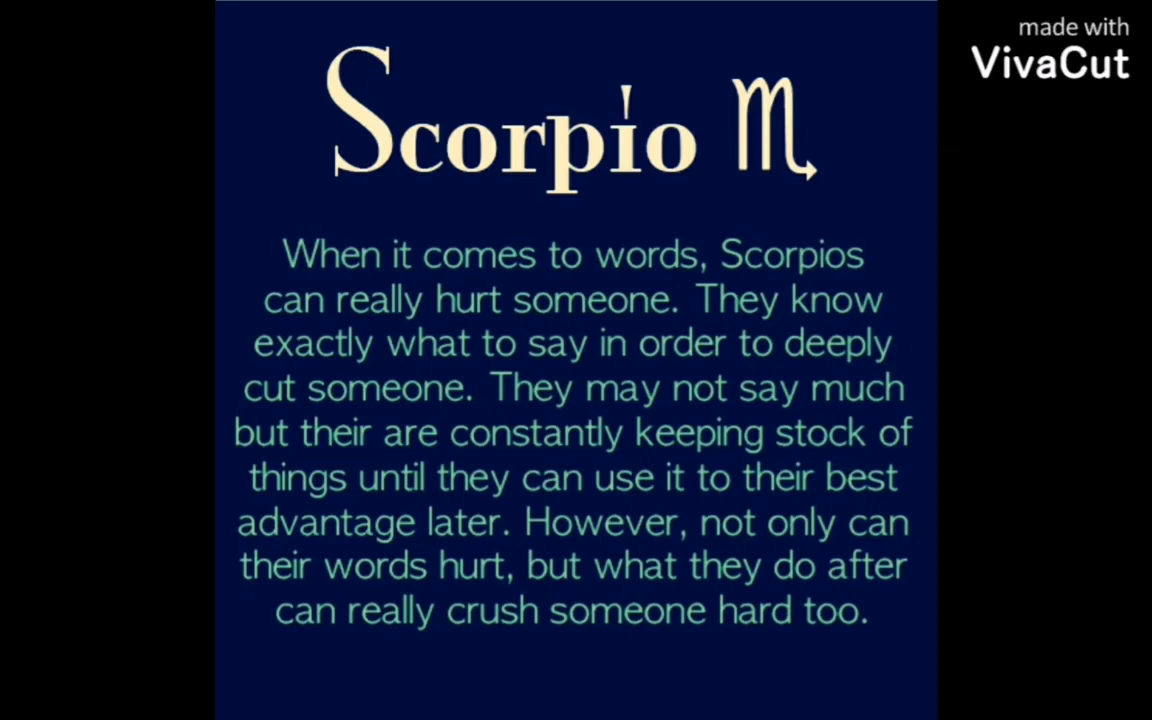 made with
VivaCut
Scorpio ♏
When it comes to words, Scorpios
can really hurt someone. They know
exactly what to say in order to deeply
cut someone. They may not say much
but their are constantly keeping stock of
things until they can use it to their best
advantage later. However, not only can
their words hurt, but what they do after
can really crush someone hard too.